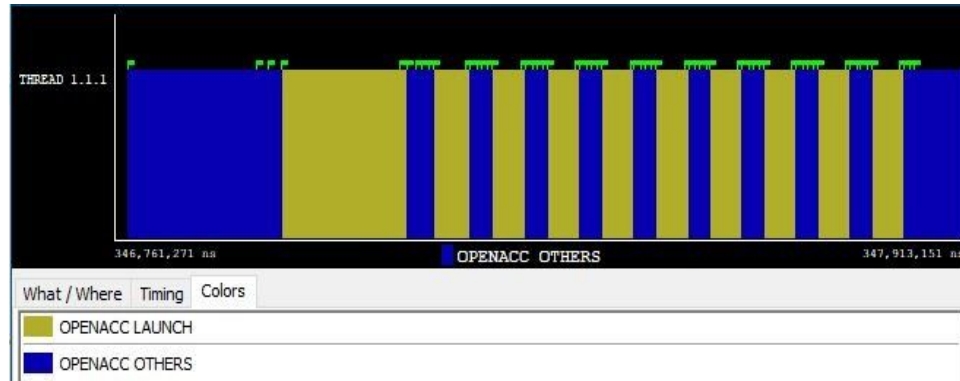 THREAD 1.1.1
346,761,271 ns
OPENACC OTHERS
347,913,151 ns
What / Where Timing Colors
OPENACC LAUNCH
OPENACC OTHERS